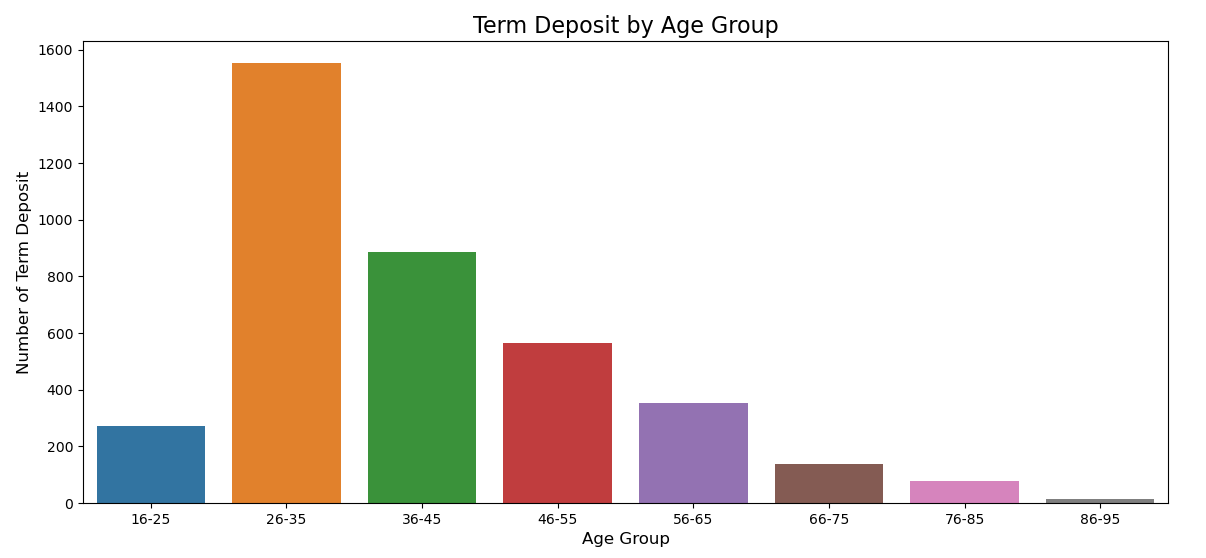 Term Deposit by Age Group
Number of Term Deposit
1600
1400
1200
1000
800
600
400
200
0
16-25 26-35 36-45 46-55 56-65 66-75 76-85 86-95
Age Group